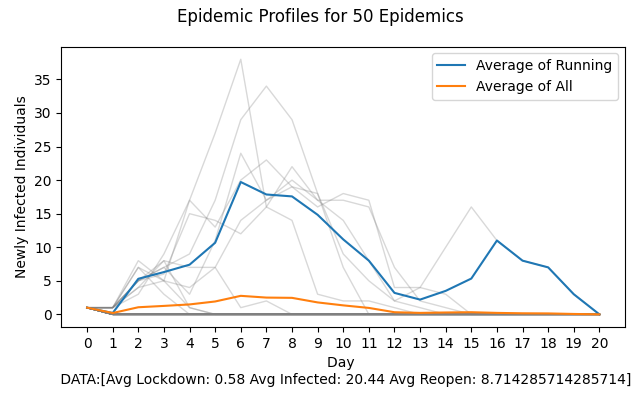 Epidemic Profiles for 50 Epidemics
Average of Running
Average of All
Newly Infected Individuals
35
30
25
20
15
10
5
0
0 1 2 3 4 5 6 7 8 9 10 11 12 13 14 15 16 17 18 19 20
Day
DATA:[Avg Lockdown: 0.58 Avg Infected: 20.44 Avg Reopen: 8.714285714285714]